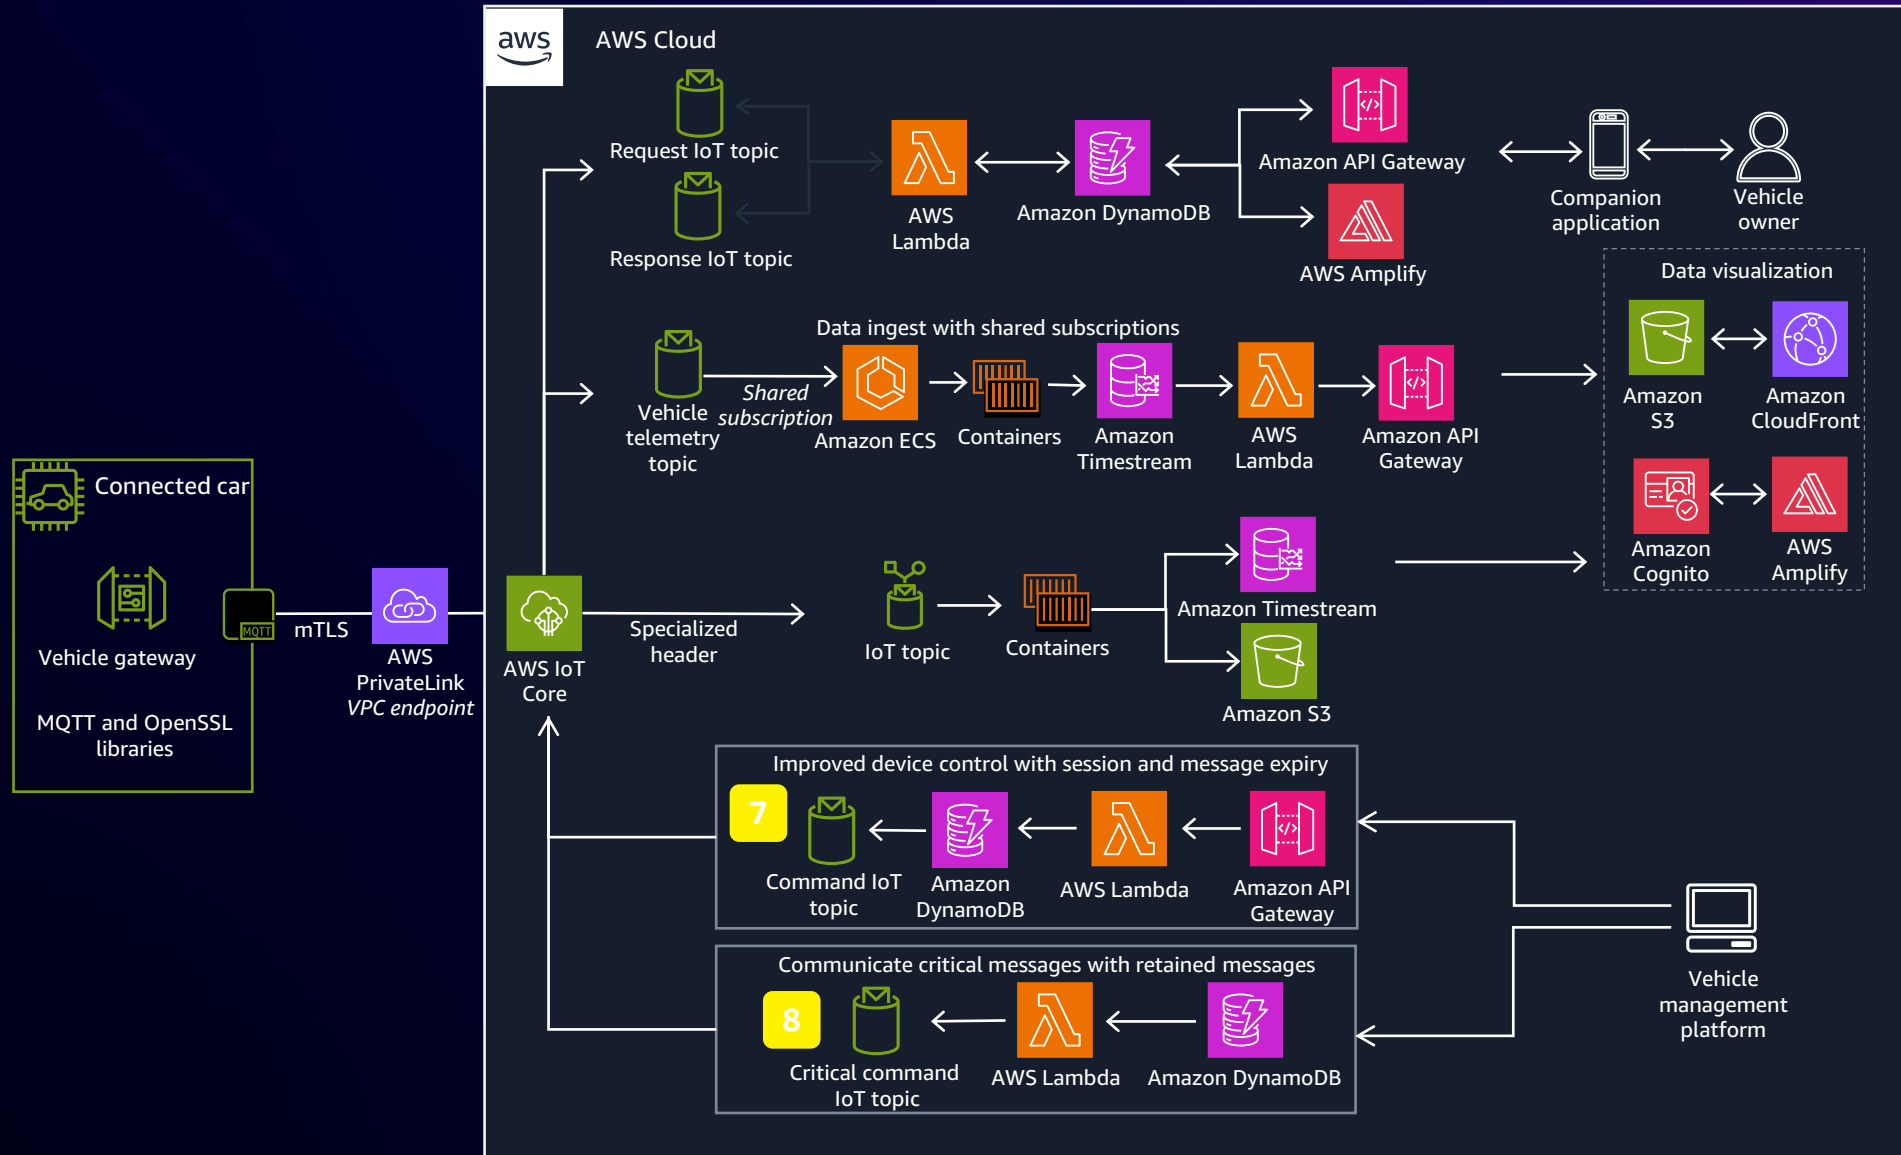 aws
AWS Cloud
Request IoT topic
Response IoT topic
AWS
Lambda
Amazon DynamoDB
Amazon API Gateway
AWS Amplify
Companion
application
Vehicle
owner
Data visualization
Amazon
S3
Amazon
CloudFront
Amazon
Cognito
AWS
Amplify
Data ingest with shared subscriptions
Vehicle
telemetry
topic
Shared
subscription
Amazon ECS
Containers
Amazon
Timestream
AWS
Lambda
Amazon API
Gateway
Connected car
Vehicle gateway
MQTT
MQTT and OpenSSL
libraries
mTLS
AWS
PrivateLink
VPC endpoint
AWS IoT
Core
Specialized
header
IoT topic
Containers
Amazon Timestream
Amazon S3
Improved device control with session and message expiry
7
Command IoT
topic
Amazon
DynamoDB
AWS Lambda
Amazon API
Gateway
Communicate critical messages with retained messages
8
Critical command
IoT topic
AWS Lambda
Amazon DynamoDB
Vehicle
management
platform